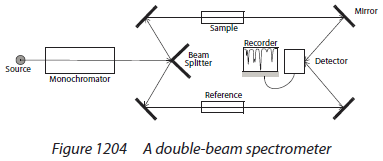 Mirror
Sample
Recorder
Beam
Splitter
Detector
Source
Monochromator
Reference
Figure 1204 A double-beam spectrometer